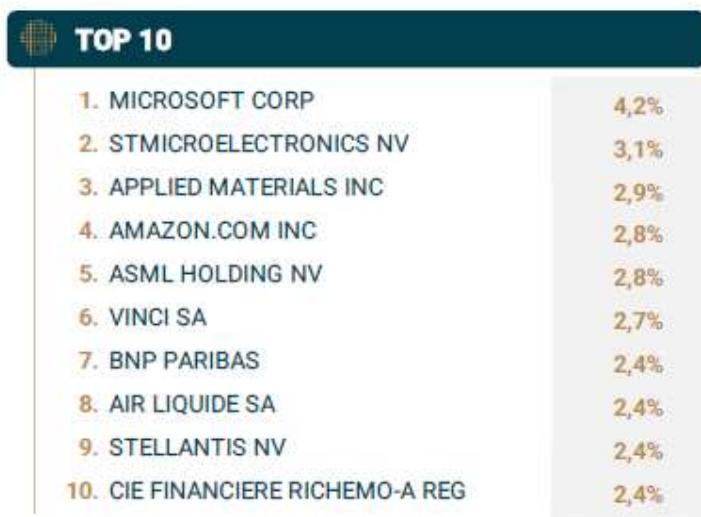 TOP 10
1. MICROSOFT CORP 4,2%
2. STMICROELECTRONICS NV 3,1%
3. APPLIED MATERIALS INC 2,9%
4. AMAZON.COM INC 2,8%
5. ASML HOLDING NV 2,8%
6. VINCI SA 2,7%
7. BNP PARIBAS 2,4%
8. AIR LIQUIDE SA 2,4%
9. STELLANTIS NV 2,4%
10. CIE FINANCIERE RICHEMO-A REG 2,4%